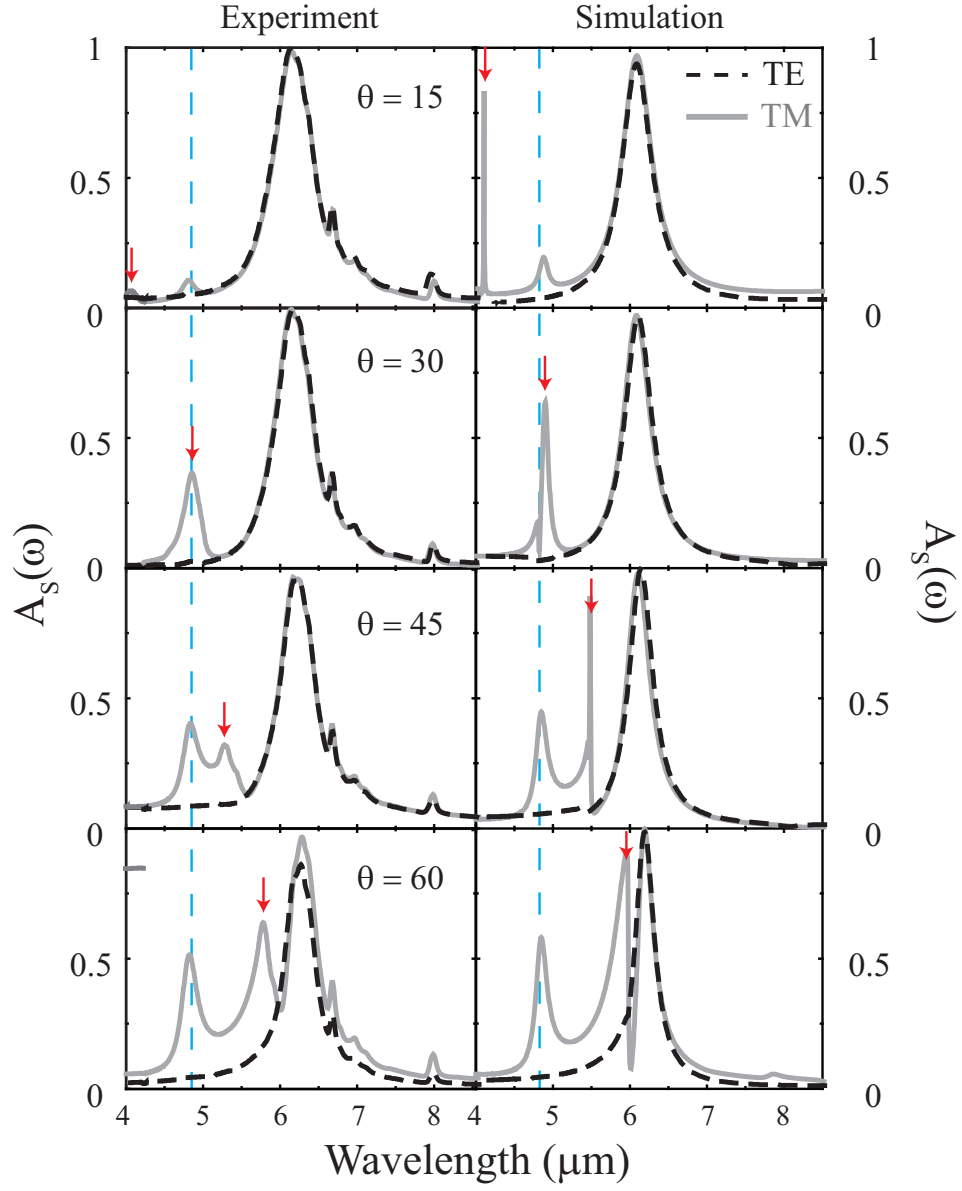 Experiment Simulation
1 1
θ = 15
TE
TM
0.5 0.5
0 0
θ = 30
0.5 0.5
A_S(ω) A_S(ω)
0 0
θ = 45
0.5 0.5
0 0
θ = 60
0.5 0.5
0 0
4 5 6 7 8 4 5 6 7 8
Wavelength (μm)